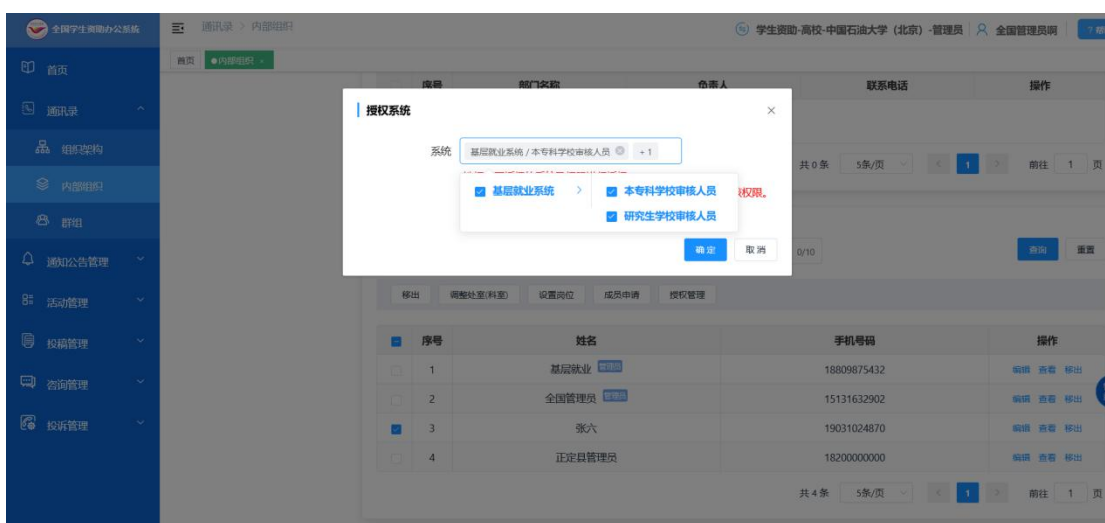 全国学生资助办公系统
通讯录 > 内部组织
学生资助-高校-中国石油大学（北京）-管理员
全国管理员啊
首页 ●内部组织 ×
首页
通讯录
组织架构
内部组织
群组
通知公告管理
活动管理
投稿管理
咨询管理
投诉管理
序号 部门名称 负责人 联系电话 操作
授权系统 ×
系统 基层就业系统 / 本专科学校审核人员 + 1
基层就业系统 > 本专科学校审核人员
权限。
研究生学校审核人员
确定 取消
共 0 条 5条/页 < 1 > 前往 1 页
0/10 查询 重置
移出 调整处室(科室) 设置岗位 成员申请 授权管理
序号 姓名 手机号码 操作
1 基层就业 管理员 18809875432 编辑 查看 移出
2 全国管理员 管理员 15131632902 编辑 查看 移出
3 张六 19031024870 编辑 查看 移出
4 正定县管理员 18200000000 编辑 查看 移出
共 4 条 5条/页 < 1 > 前往 1 页